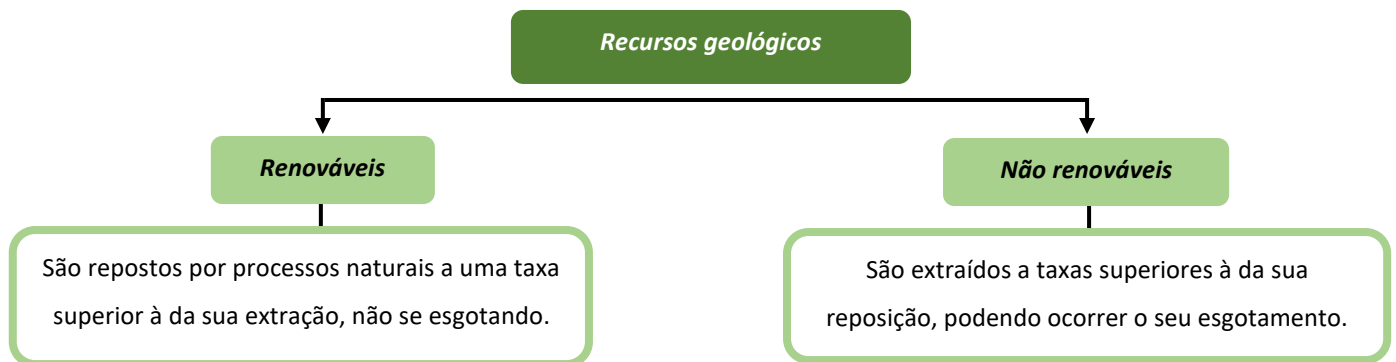 Recursos geológicos
Renováveis
Não renováveis
São repostos por processos naturais a uma taxa
superior à da sua extração, não se esgotando.
São extraídos a taxas superiores à da sua
reposição, podendo ocorrer o seu esgotamento.